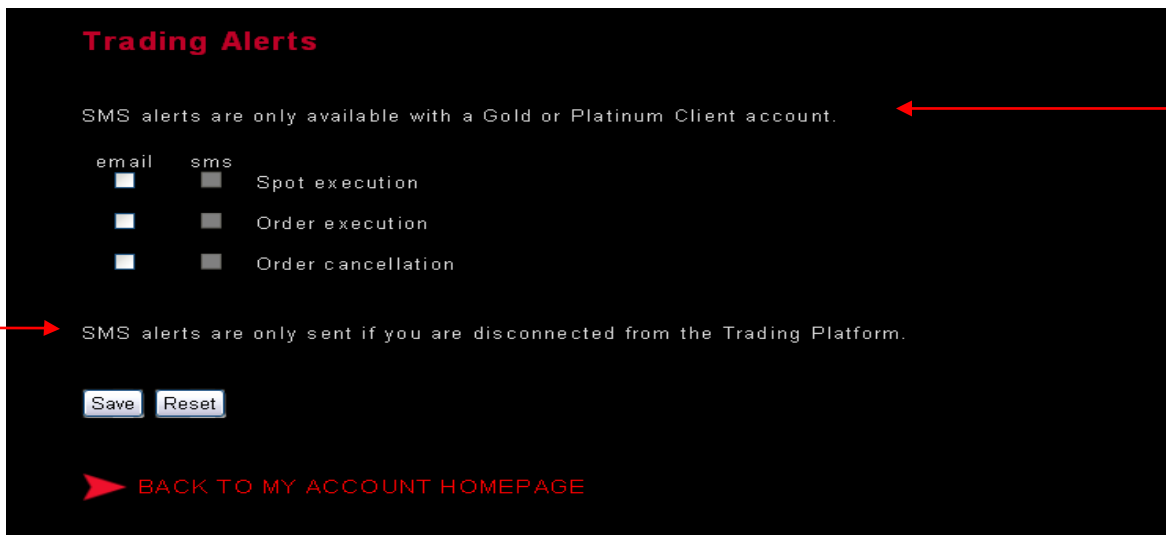 Trading Alerts
SMS alerts are only available with a Gold or Platinum Client account.
email sms
Spot execution
Order execution
Order cancellation
SMS alerts are only sent if you are disconnected from the Trading Platform.
Save Reset
BACK TO MY ACCOUNT HOMEPAGE